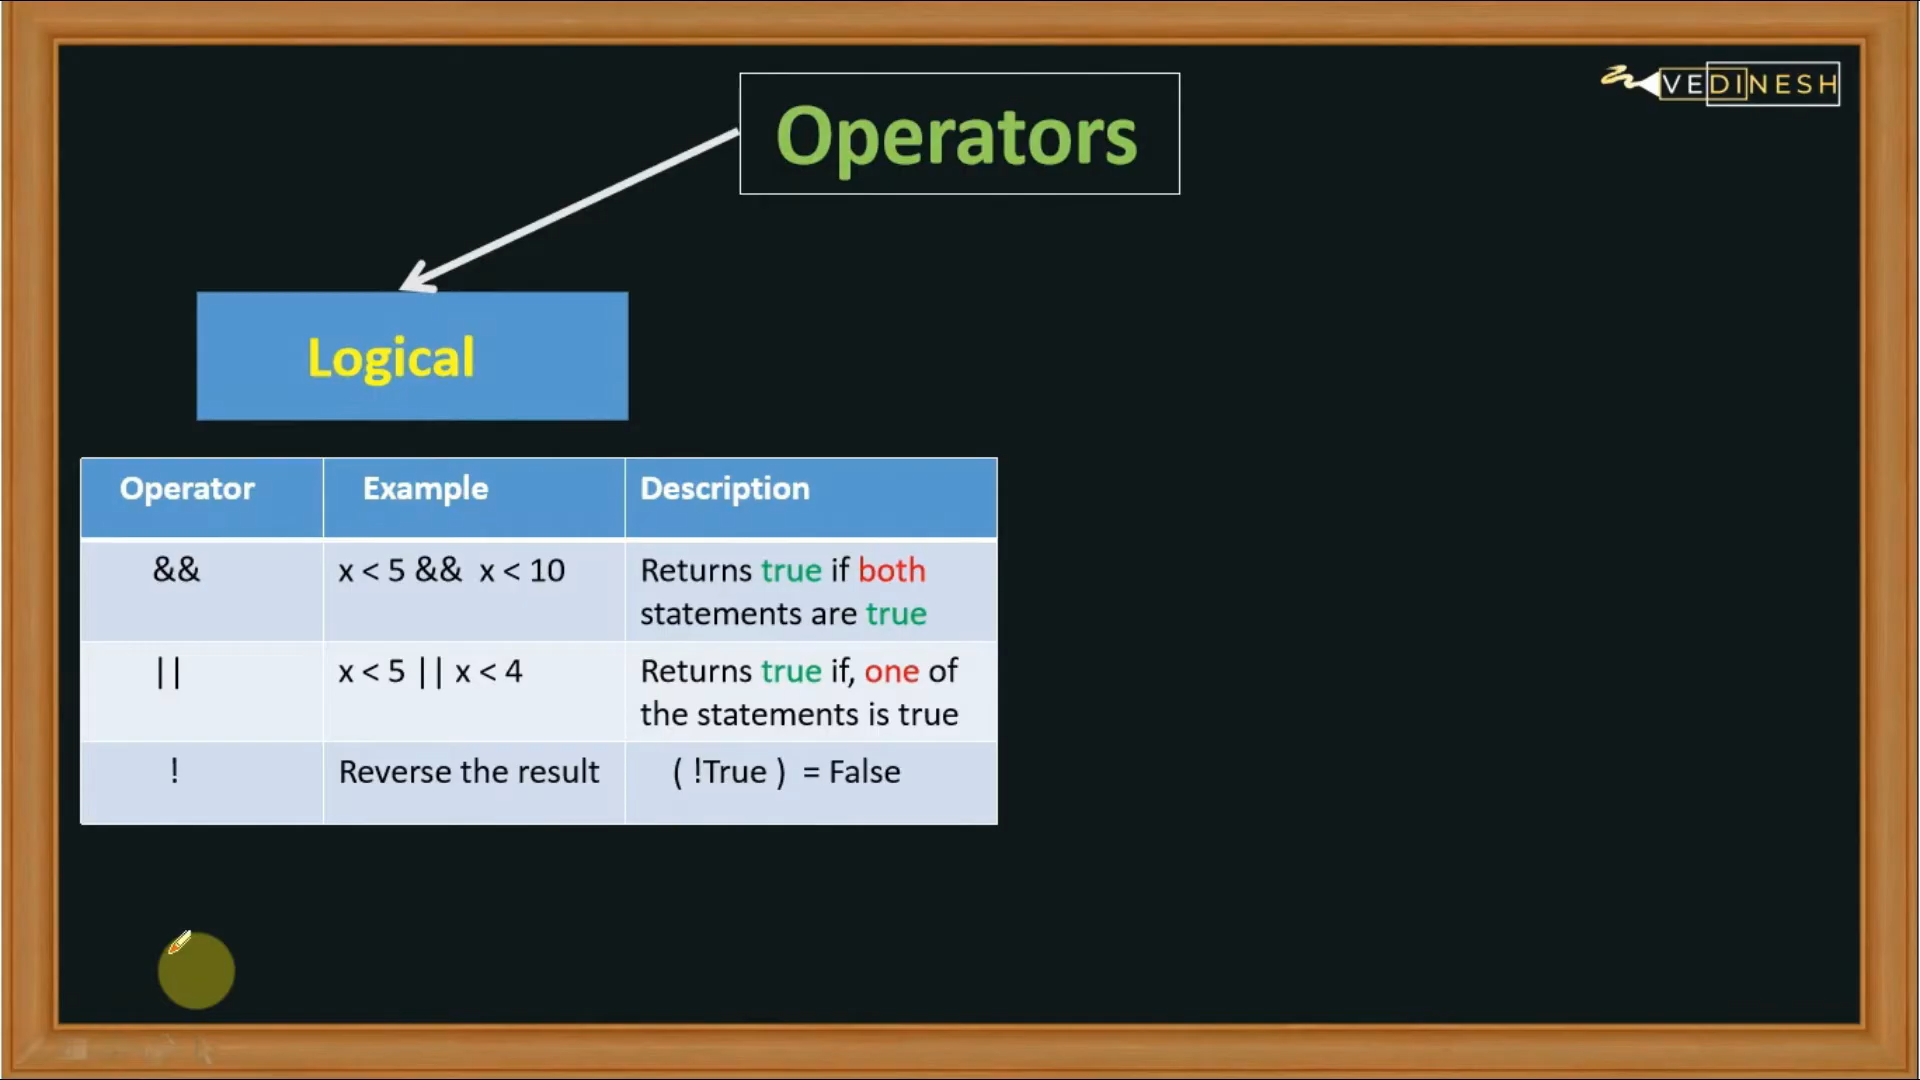 VEDINESH
Operators
Logical
Operator Example Description
&& x < 5 && x < 10 Returns true if both
statements are true
|| x < 5 || x < 4 Returns true if, one of
the statements is true
! Reverse the result ( !True ) = False